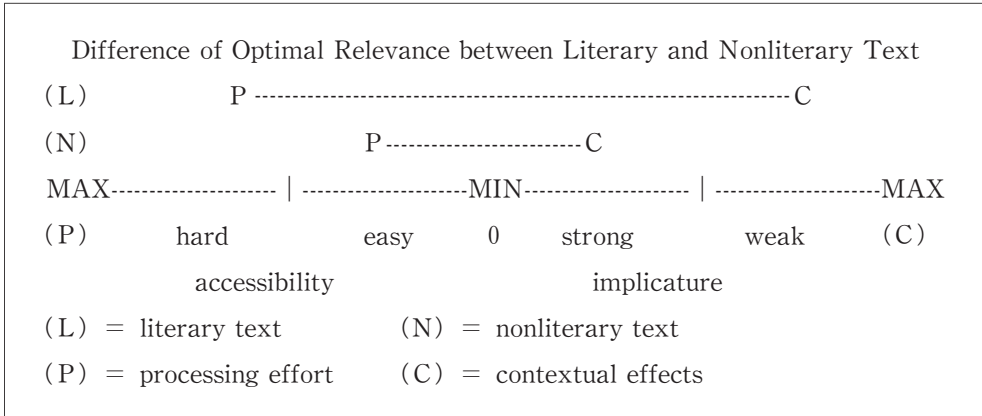 Difference of Optimal Relevance between Literary and Nonliterary Text
(L) P ----------------------------------------------------------------------- C
(N) P -------------------------- C
MAX---------------------- | ----------------------MIN---------------------- | ----------------------MAX
(P) hard easy 0 strong weak (C)
accessibility implicature
(L) = literary text (N) = nonliterary text
(P) = processing effort (C) = contextual effects